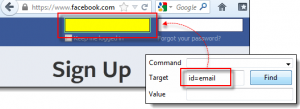 https://www.facebook.com
Google
Keep me logged in
Forgot your password?
Sign Up
Command
Target id=email Find
Value